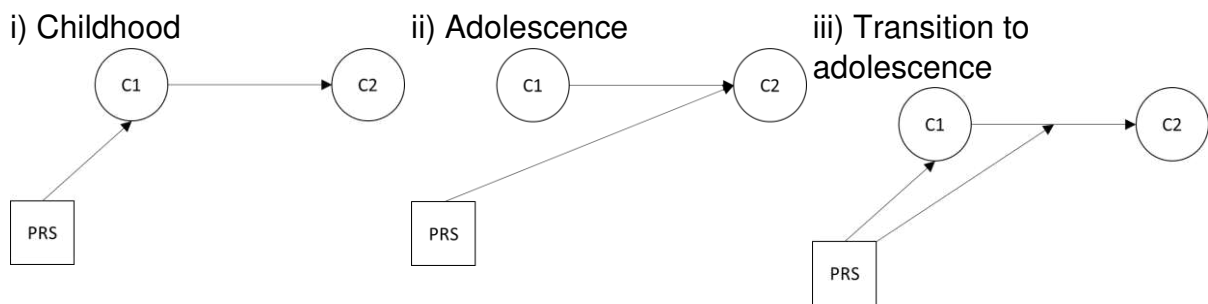 i) Childhood
C1
C2
PRS
ii) Adolescence
C1
C2
PRS
iii) Transition to
adolescence
C1
C2
PRS